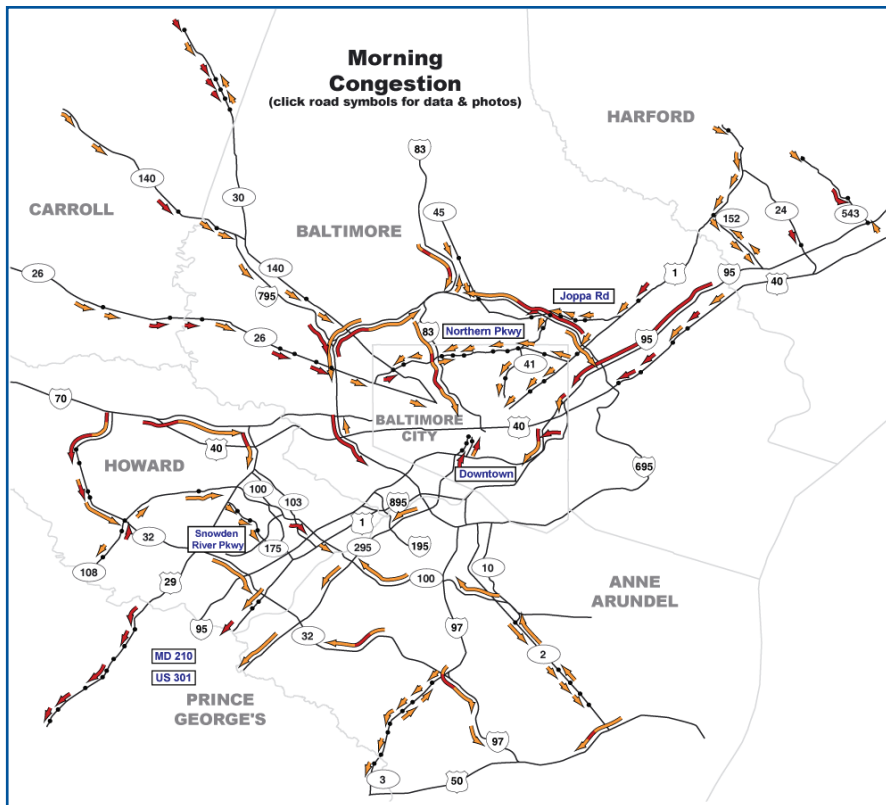 Morning
Congestion
(click road symbols for data & photos)
HARFORD
83
140
30
45
152
24
543
CARROLL
BALTIMORE
26
140
795
1
95
40
Joppa Rd
83
Northern Pkwy
26
95
41
70
BALTIMORE
CITY
40
40
HOWARD
Downtown
695
100
103
895
1
Snowden
River Pkwy
32
175
295
195
108
29
100
10
ANNE
ARUNDEL
95
32
97
2
MD 210
US 301
PRINCE
GEORGE'S
97
3
50